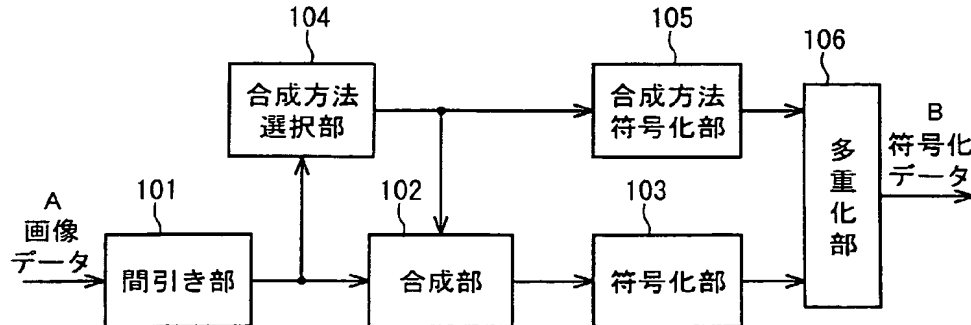 104
合成方法
選択部
105
合成方法
符号化部
106
多
重
化
部
B
符号化
データ
A
画像
データ
101
間引き部
102
合成部
103
符号化部